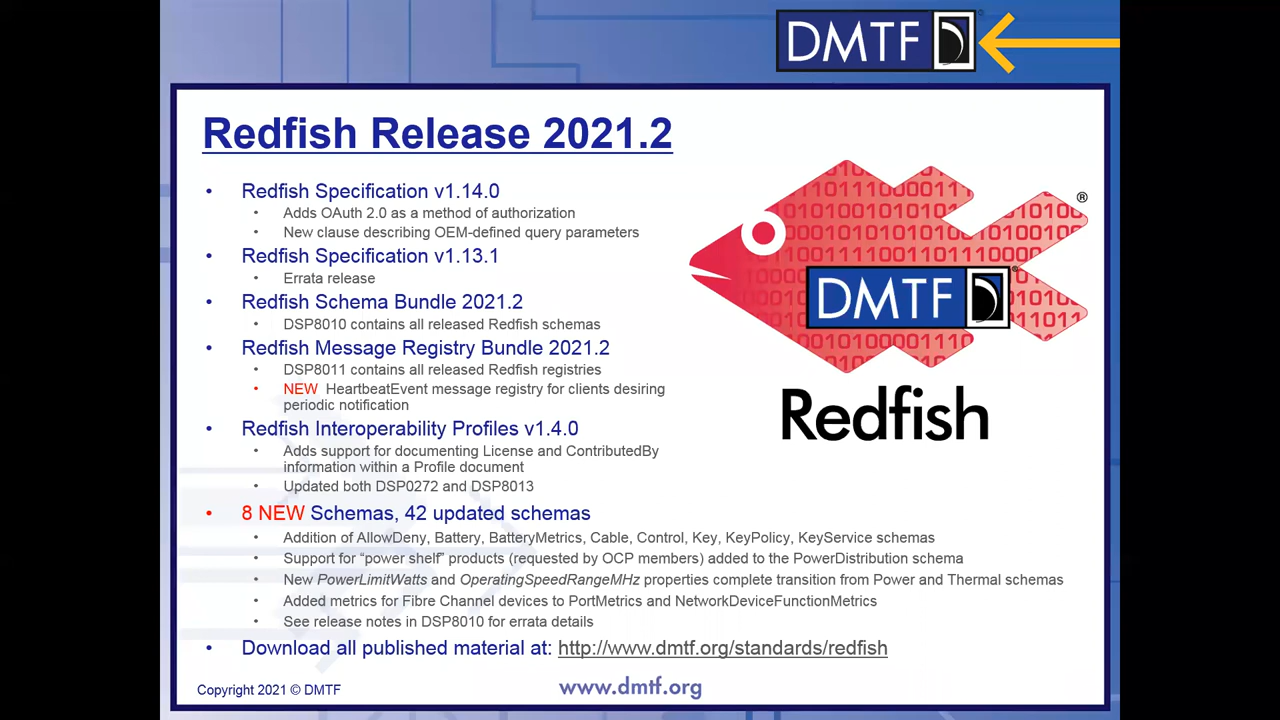 DMTF
Redfish Release 2021.2
• Redfish Specification v1.14.0
• Adds OAuth 2.0 as a method of authorization
• New clause describing OEM-defined query parameters
• Redfish Specification v1.13.1
• Errata release
• Redfish Schema Bundle 2021.2
• DSP8010 contains all released Redfish schemas
• Redfish Message Registry Bundle 2021.2
• DSP8011 contains all released Redfish registries
• NEW HeartbeatEvent message registry for clients desiring
periodic notification
• Redfish Interoperability Profiles v1.4.0
• Adds support for documenting License and ContributedBy
information within a Profile document
• Updated both DSP0272 and DSP8013
• 8 NEW Schemas, 42 updated schemas
• Addition of AllowDeny, Battery, BatteryMetrics, Cable, Control, Key, KeyPolicy, KeyService schemas
• Support for “power shelf” products (requested by OCP members) added to the PowerDistribution schema
• New PowerLimitWatts and OperatingSpeedRangeMHz properties complete transition from Power and Thermal schemas
• Added metrics for Fibre Channel devices to PortMetrics and NetworkDeviceFunctionMetrics
• See release notes in DSP8010 for errata details
• Download all published material at: http://www.dmtf.org/standards/redfish
®
DMTF
®
Redfish
Copyright 2021 © DMTF
www.dmtf.org